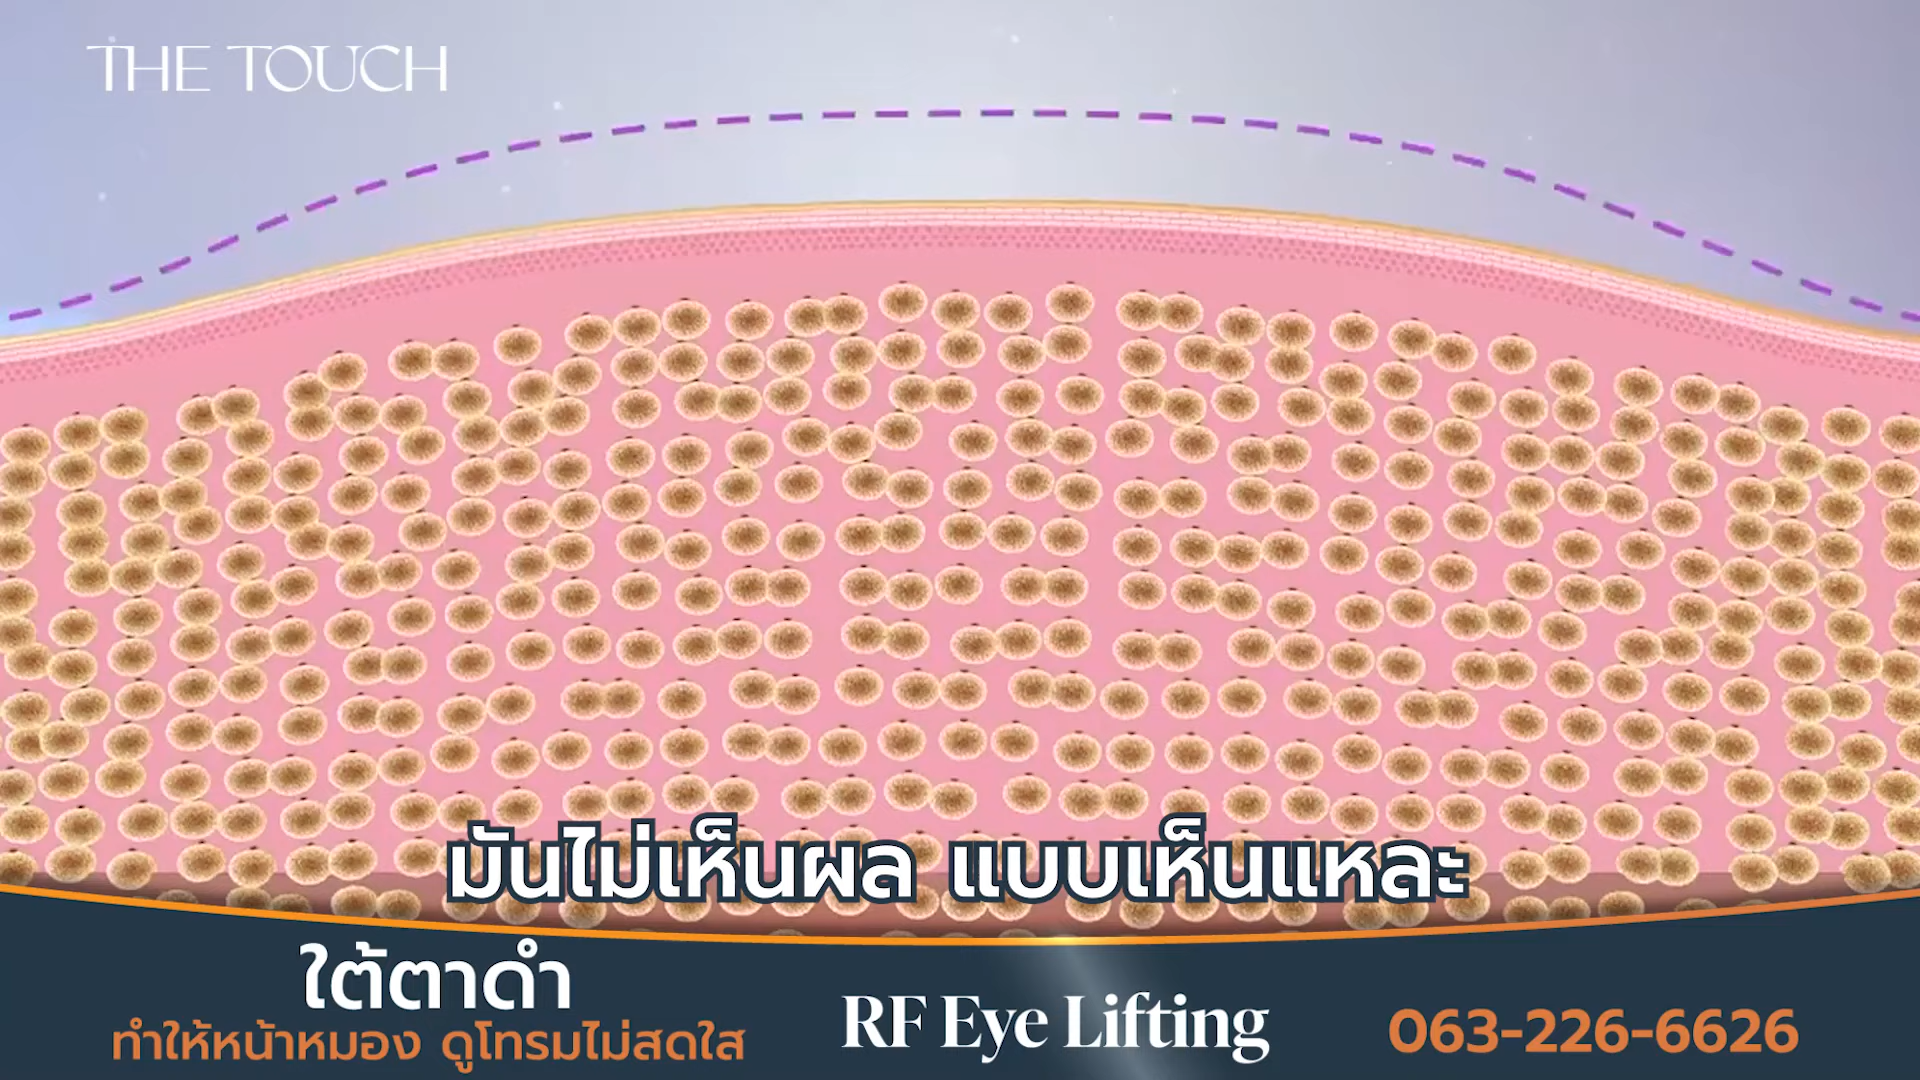 THE TOUCH
มันไม่เห็นผล แบบเห็นแหละ
ใต้ตาดำ
ทำให้หน้าหมอง ดูโทรมไม่สดใส
RF Eye Lifting
063-226-6626